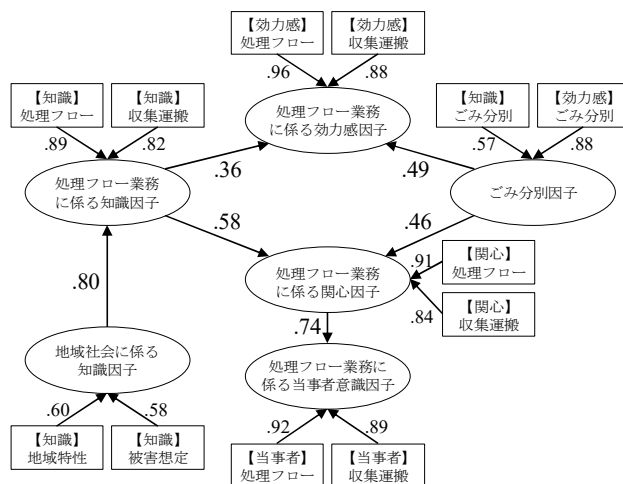 【効力感】
処理フロー
【効力感】
収集運搬
.96
.88
【知識】
処理フロー
【知識】
収集運搬
.89
.82
処理フロー業務
に係る効力感因子
【知識】
ごみ分別
【効力感】
ごみ分別
.57
.88
処理フロー業務
に係る知識因子
.36
.49
ごみ分別因子
.58
.46
処理フロー業務
に係る関心因子
.91
【関心】
処理フロー
.84
【関心】
収集運搬
.80
.74
地域社会に係る
知識因子
処理フロー業務に
係る当事者意識因子
.60
.58
【知識】
地域特性
【知識】
被害想定
.92
.89
【当事者】
処理フロー
【当事者】
収集運搬